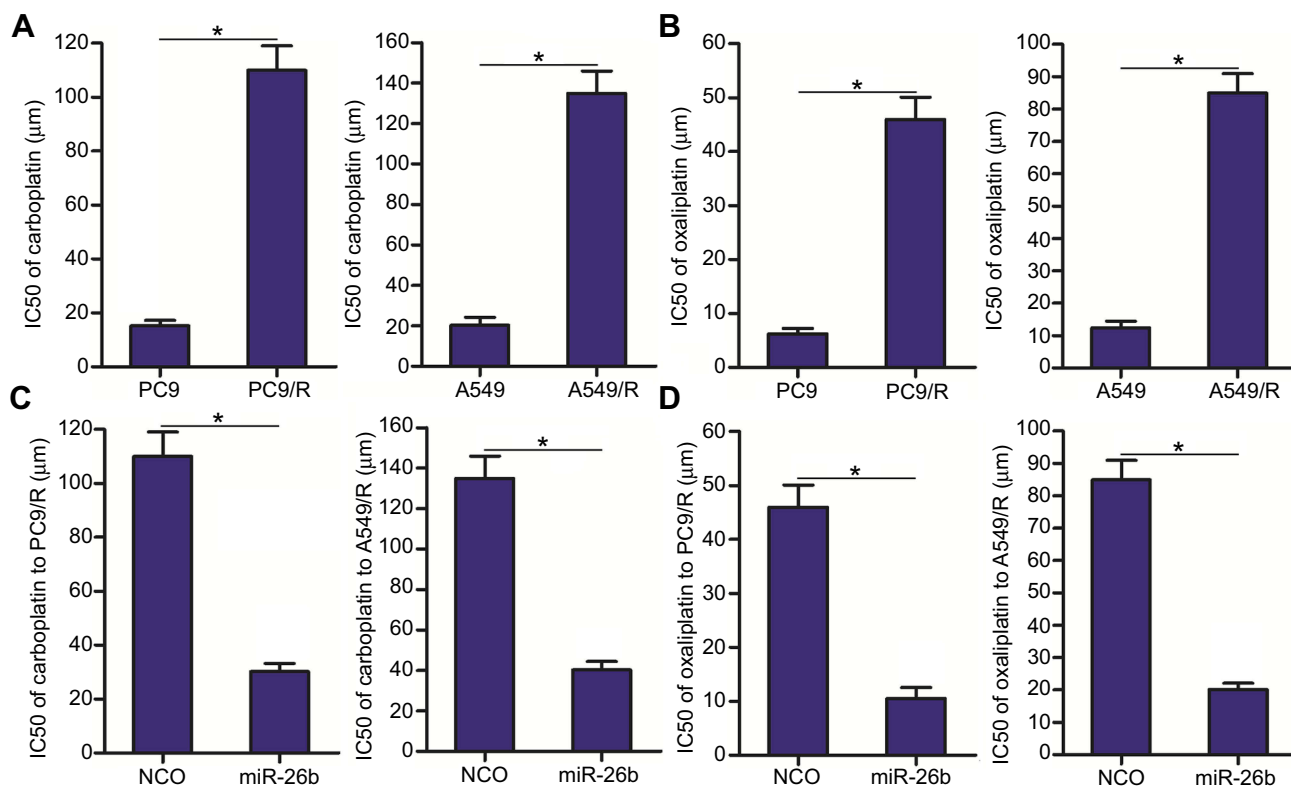 A
IC50 of carboplatin (μm)
120
100
80
60
40
20
0
*
PC9
PC9/R
IC50 of carboplatin (μm)
160
140
120
100
80
60
40
20
0
*
A549
A549/R
B
IC50 of oxaliplatin (μm)
60
50
40
30
20
10
0
*
PC9
PC9/R
IC50 of oxaliplatin (μm)
100
90
80
70
60
50
40
30
20
10
0
*
A549
A549/R
C
IC50 of carboplatin to PC9/R (μm)
120
100
80
60
40
20
0
*
NCO
miR-26b
IC50 of carboplatin to A549/R (μm)
160
140
120
100
80
60
40
20
0
*
NCO
miR-26b
D
IC50 of oxaliplatin to PC9/R (μm)
60
50
40
30
20
10
0
*
NCO
miR-26b
IC50 of oxaliplatin to A549/R (μm)
100
90
80
70
60
50
40
30
20
10
0
*
NCO
miR-26b